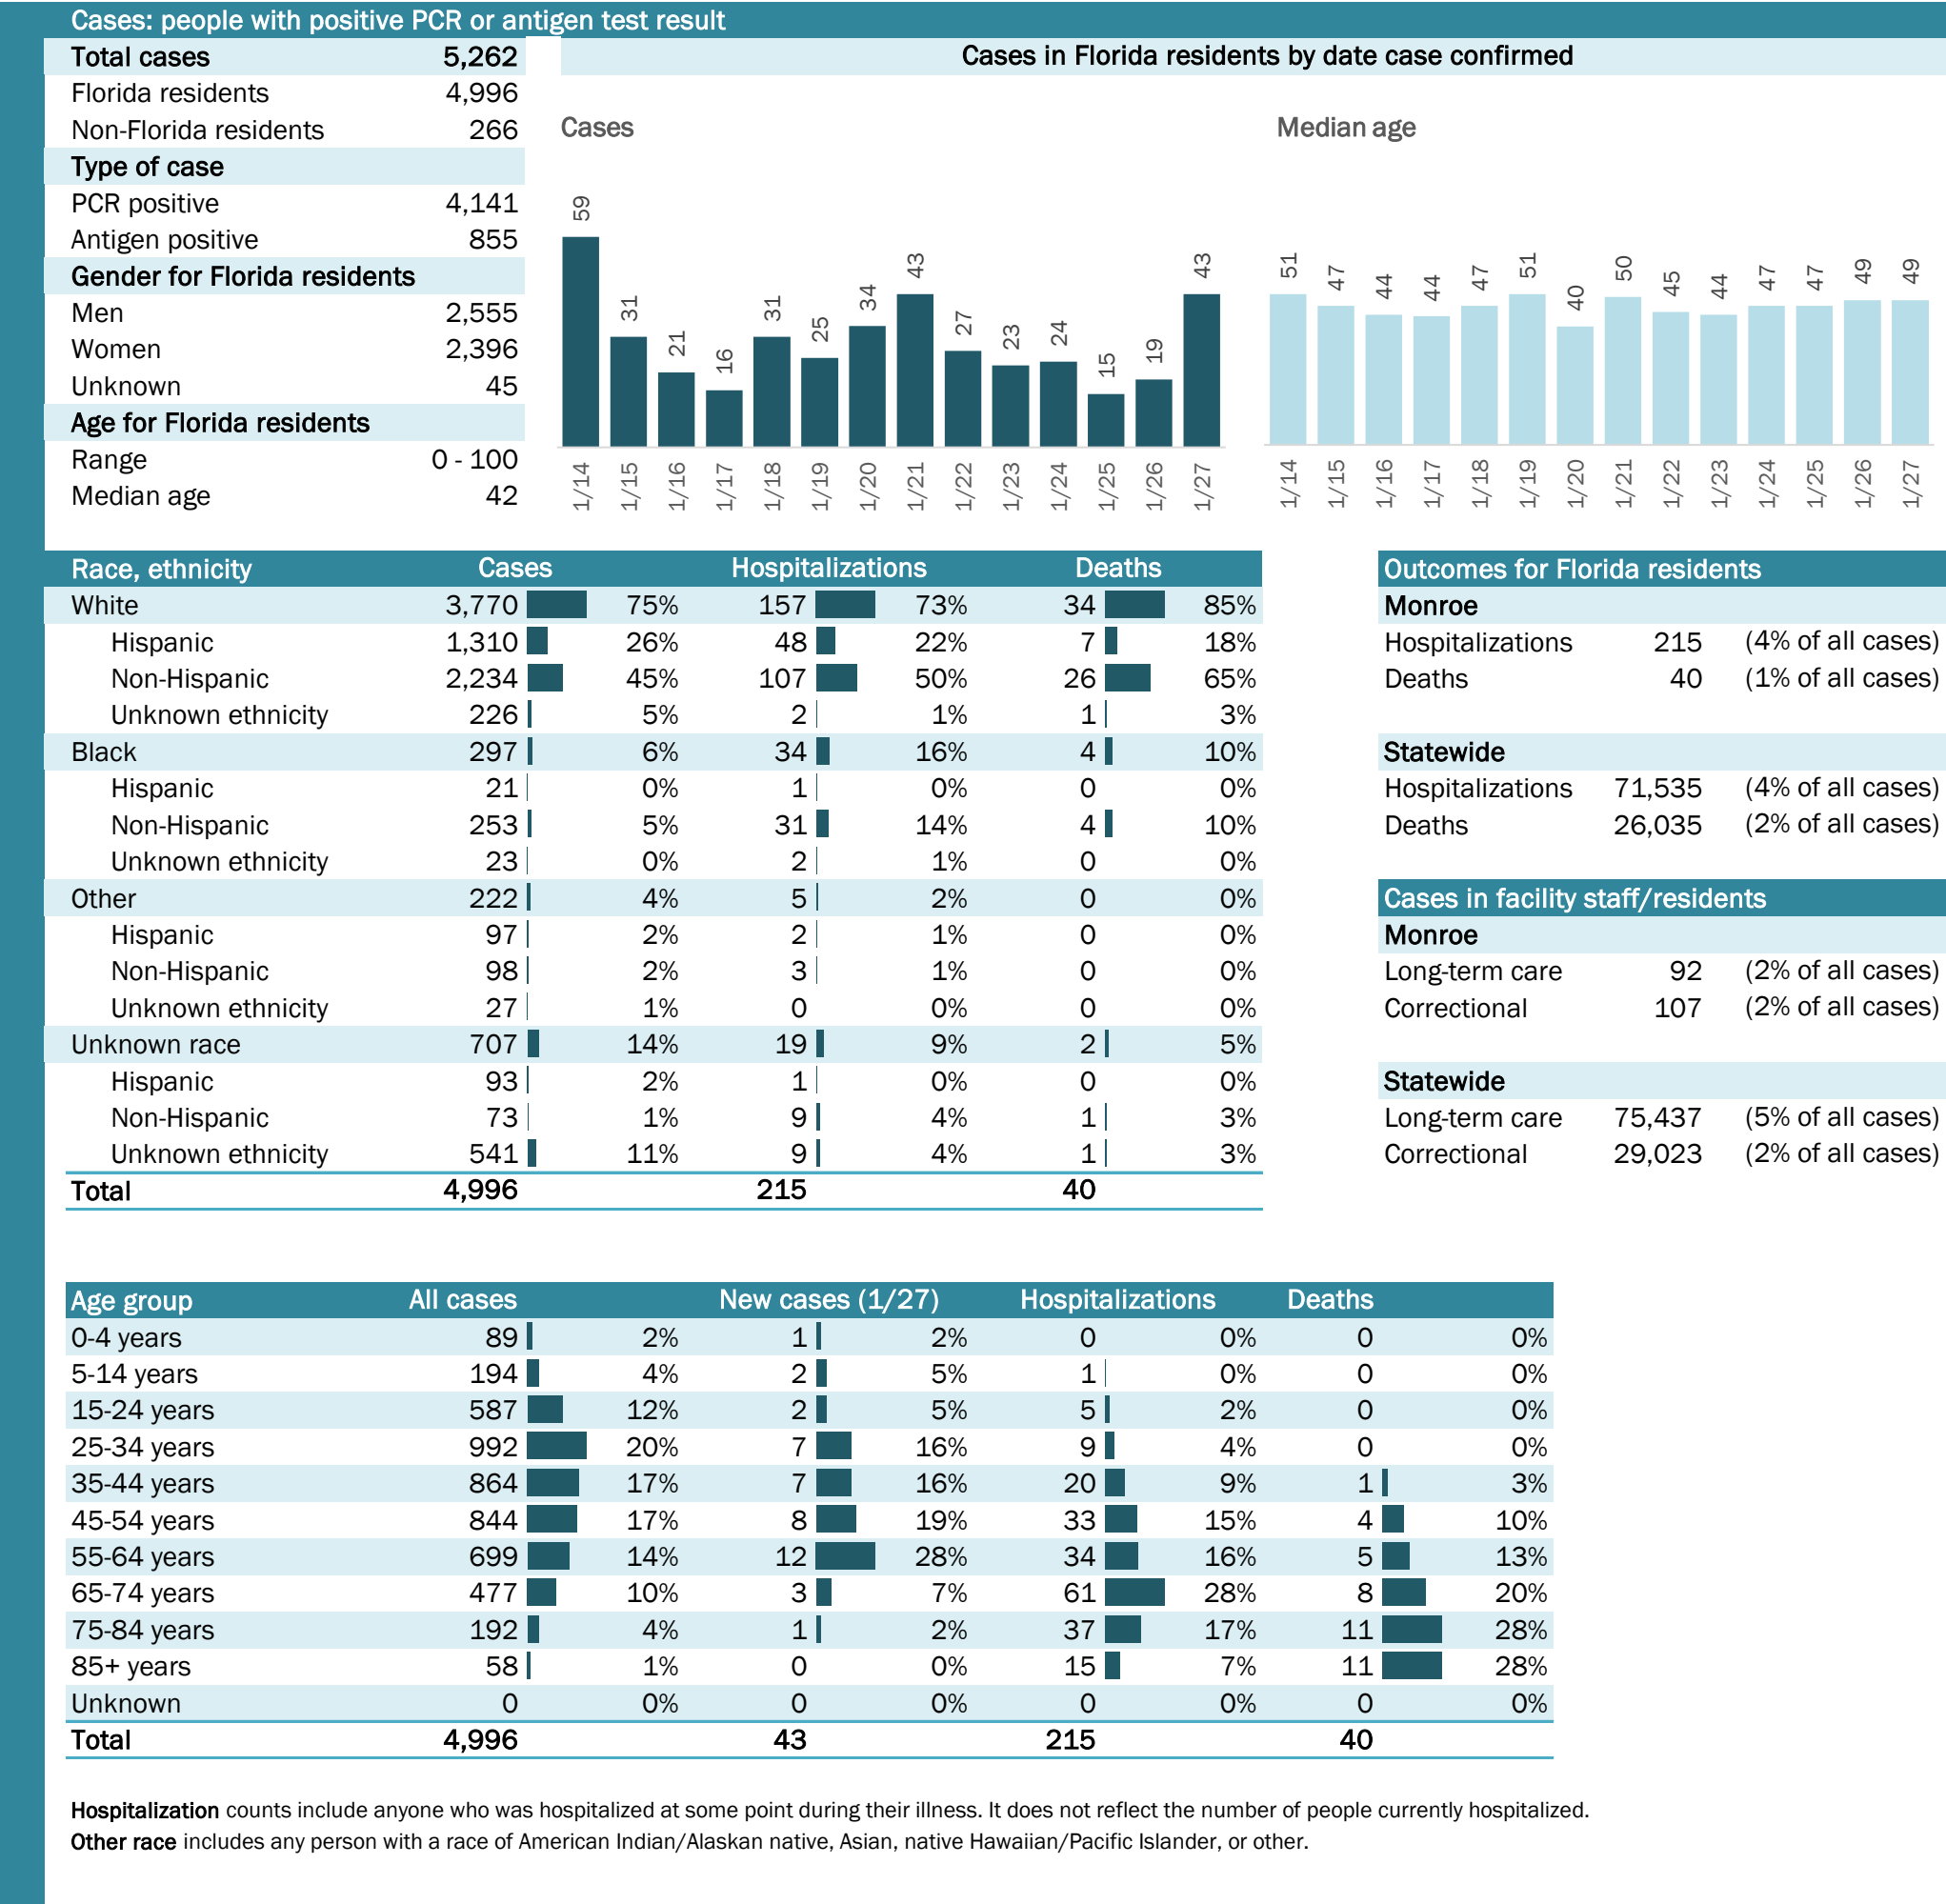 Cases: people with positive PCR or antigen test result
Total cases 5,262
Florida residents 4,996
Non-Florida residents 266
Type of case
PCR positive 4,141
Antigen positive 855
Gender for Florida residents
Men 2,555
Women 2,396
Unknown 45
Age for Florida residents
Range 0 - 100
Median age 42
Cases in Florida residents by date case confirmed
Cases
59 31 21 16 31 25 34 43 27 23 24 15 19 43
1/14 1/15 1/16 1/17 1/18 1/19 1/20 1/21 1/22 1/23 1/24 1/25 1/26 1/27
Median age
51 47 44 44 47 51 40 50 45 44 47 47 49 49
1/14 1/15 1/16 1/17 1/18 1/19 1/20 1/21 1/22 1/23 1/24 1/25 1/26 1/27
Race, ethnicity Cases Hospitalizations Deaths
White 3,770 75% 157 73% 34 85%
Hispanic 1,310 26% 48 22% 7 18%
Non-Hispanic 2,234 45% 107 50% 26 65%
Unknown ethnicity 226 5% 2 1% 1 3%
Black 297 6% 34 16% 4 10%
Hispanic 21 0% 1 0% 0 0%
Non-Hispanic 253 5% 31 14% 4 10%
Unknown ethnicity 23 0% 2 1% 0 0%
Other 222 4% 5 2% 0 0%
Hispanic 97 2% 2 1% 0 0%
Non-Hispanic 98 2% 3 1% 0 0%
Unknown ethnicity 27 1% 0 0% 0 0%
Unknown race 707 14% 19 9% 2 5%
Hispanic 93 2% 1 0% 0 0%
Non-Hispanic 73 1% 9 4% 1 3%
Unknown ethnicity 541 11% 9 4% 1 3%
Total 4,996 215 40
Outcomes for Florida residents
Monroe
Hospitalizations 215 (4% of all cases)
Deaths 40 (1% of all cases)
Statewide
Hospitalizations 71,535 (4% of all cases)
Deaths 26,035 (2% of all cases)
Cases in facility staff/residents
Monroe
Long-term care 92 (2% of all cases)
Correctional 107 (2% of all cases)
Statewide
Long-term care 75,437 (5% of all cases)
Correctional 29,023 (2% of all cases)
Age group All cases New cases (1/27) Hospitalizations Deaths
0-4 years 89 2% 1 2% 0 0% 0 0%
5-14 years 194 4% 2 5% 1 0% 0 0%
15-24 years 587 12% 2 5% 5 2% 0 0%
25-34 years 992 20% 7 16% 9 4% 0 0%
35-44 years 864 17% 7 16% 20 9% 1 3%
45-54 years 844 17% 8 19% 33 15% 4 10%
55-64 years 699 14% 12 28% 34 16% 5 13%
65-74 years 477 10% 3 7% 61 28% 8 20%
75-84 years 192 4% 1 2% 37 17% 11 28%
85+ years 58 1% 0 0% 15 7% 11 28%
Unknown 0 0% 0 0% 0 0% 0 0%
Total 4,996 43 215 40
Hospitalization counts include anyone who was hospitalized at some point during their illness. It does not reflect the number of people currently hospitalized.
Other race includes any person with a race of American Indian/Alaskan native, Asian, native Hawaiian/Pacific Islander, or other.